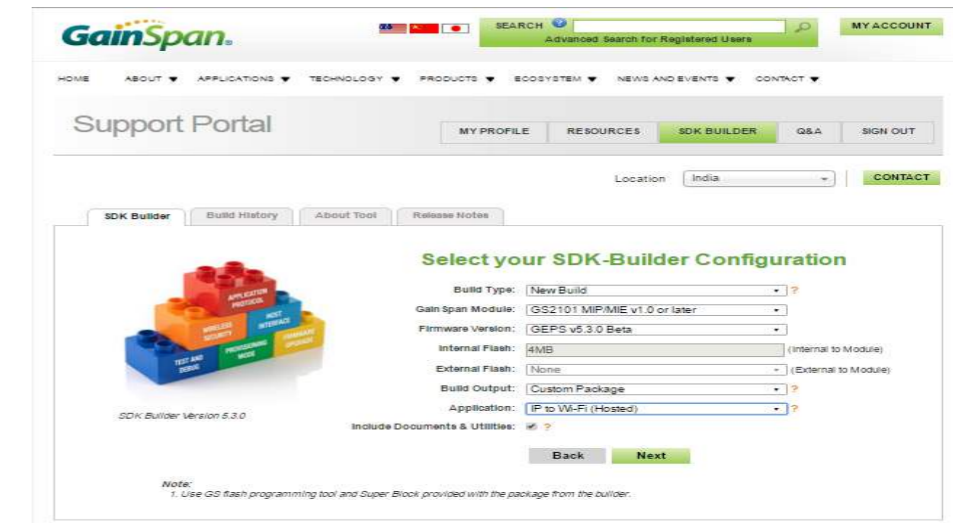 GainSpan.
SEARCH
Advanced Search for Registered Users
MY ACCOUNT
HOME ABOUT APPLICATIONS TECHNOLOGY PRODUCTS ECOSYSTEM NEWS AND EVENTS CONTACT
Support Portal
MY PROFILE RESOURCES SDK BUILDER Q&A SIGN OUT
Location India CONTACT
SDK Builder Build History About Tool Release Notes
APPLICATION PROTOCOL
WIRELESS SECURITY
HOST INTERFACE
TEST AND DEBUG
PROVISIONING MODE
FIRMWARE UPGRADE
SDK Builder Version 5.3.0
Select your SDK-Builder Configuration
Build Type: New Build ?
GainSpan Module: GS2101 MIP/MIE v1.0 or later
Firmware Version: GEPS v5.3.0 Beta
Internal Flash: 4MB (Internal to Module)
External Flash: None (External to Module)
Build Output: Custom Package ?
Application: IP to Wi-Fi (Hosted) ?
Include Documents & Utilities: ?
Back Next
Note:
1. Use GS flash programming tool and Super Block provided with the package from the builder.